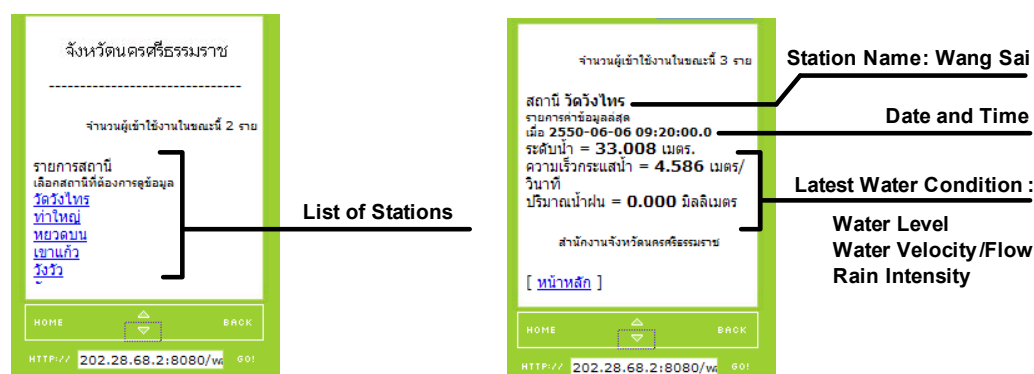 จังหวัดนครศรีธรรมราช
-------------------------------
จำนวนผู้เข้าใช้งานในขณะนี้ 2 ราย
รายการสถานี
เลือกสถานีที่ต้องการดูข้อมูล
วัดวังไทร
ท่าใหญ่
หยวดบน
เขาแก้ว
วังวัว
HOME
BACK
HTTP:// 202.28.68.2:8080/wa GO!
List of Stations
จำนวนผู้เข้าใช้งานในขณะนี้ 3 ราย
สถานี วัดวังไทร
รายการค่าข้อมูลล่สุด
เมื่อ 2550-06-06 09:20:00.0
ระดับน้ำ = 33.008 เมตร.
ความเร็วกระแสน้ำ = 4.586 เมตร/
วินาที
ปริมาณน้ำฝน = 0.000 มิลลิเมตร
สำนักงานจังหวัดนครศรีธรรมราช
[ หน้าหลัก ]
HOME
BACK
HTTP:// 202.28.68.2:8080/wa GO!
Station Name: Wang Sai
Date and Time
Latest Water Condition :
Water Level
Water Velocity/Flow
Rain Intensity